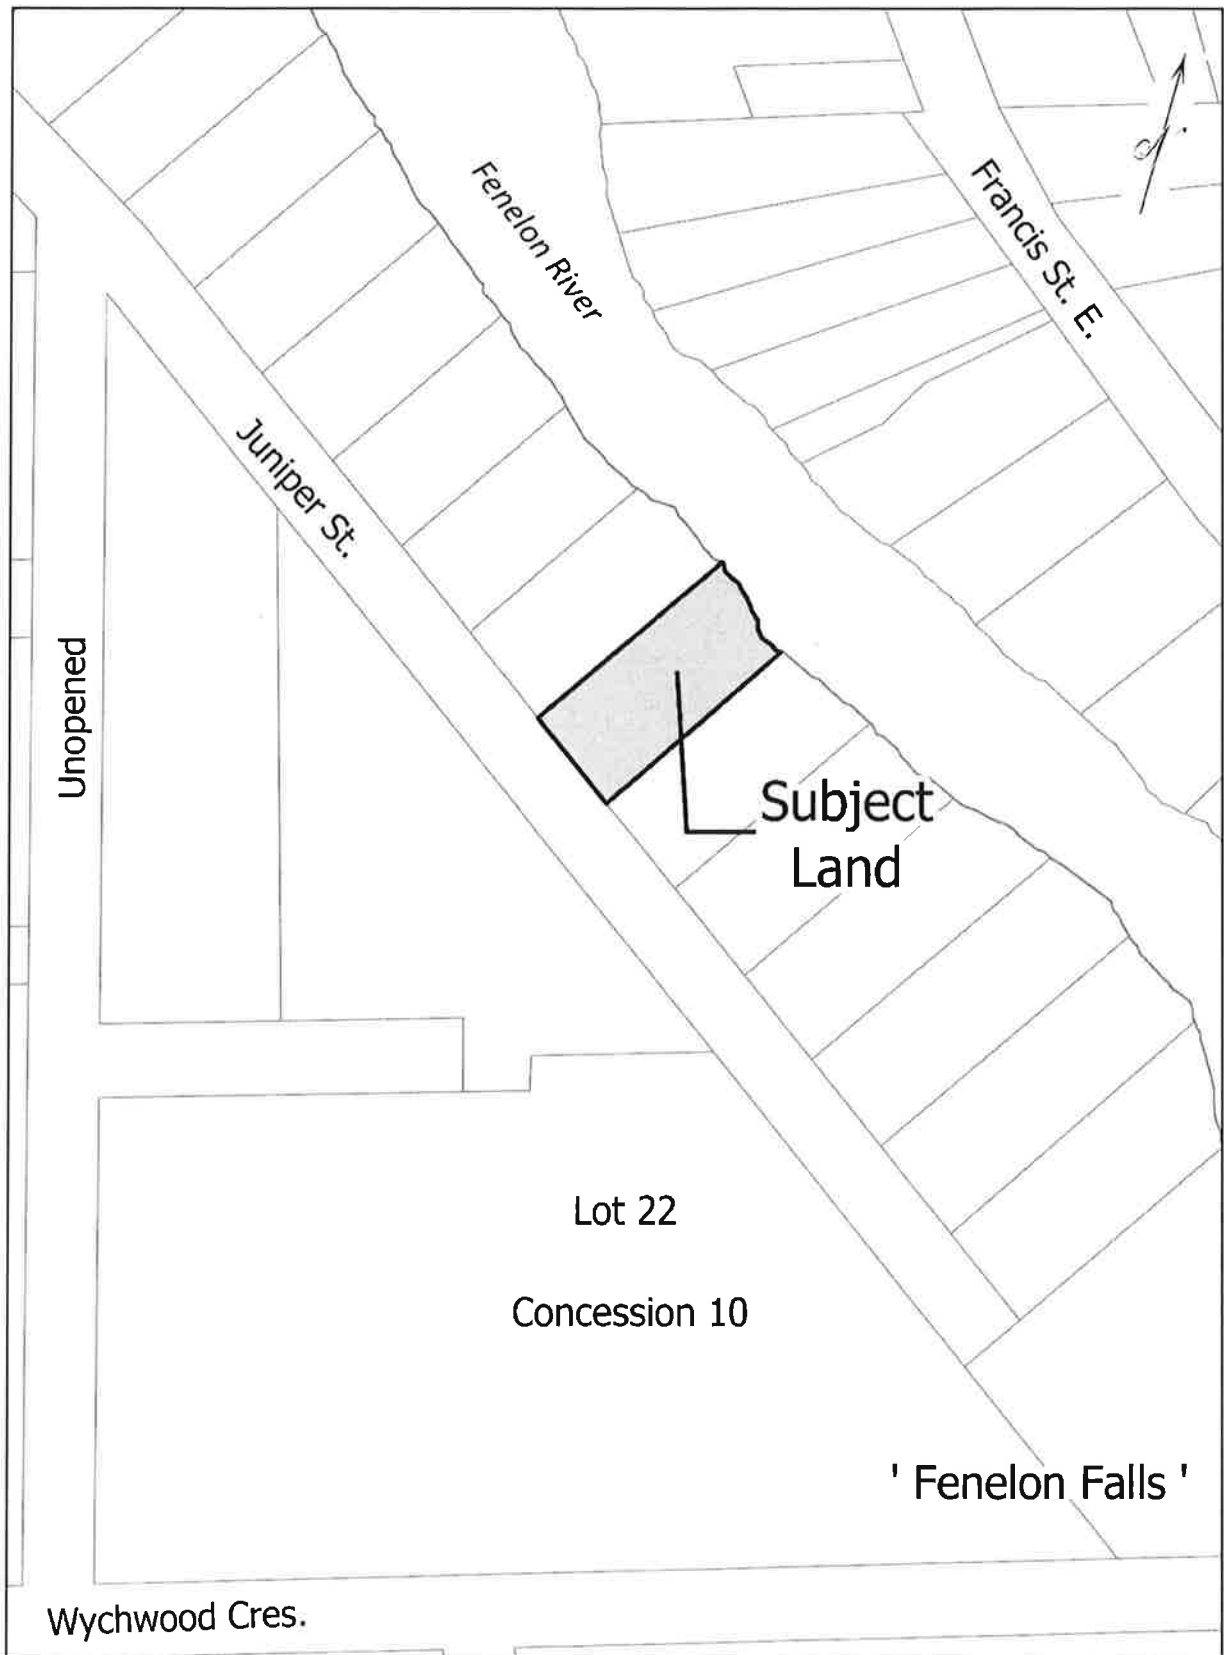 Fenelon River
Francis St. E.
Juniper St.
Unopened
Subject
Land
Lot 22
Concession 10
' Fenelon Falls '
Wychwood Cres.